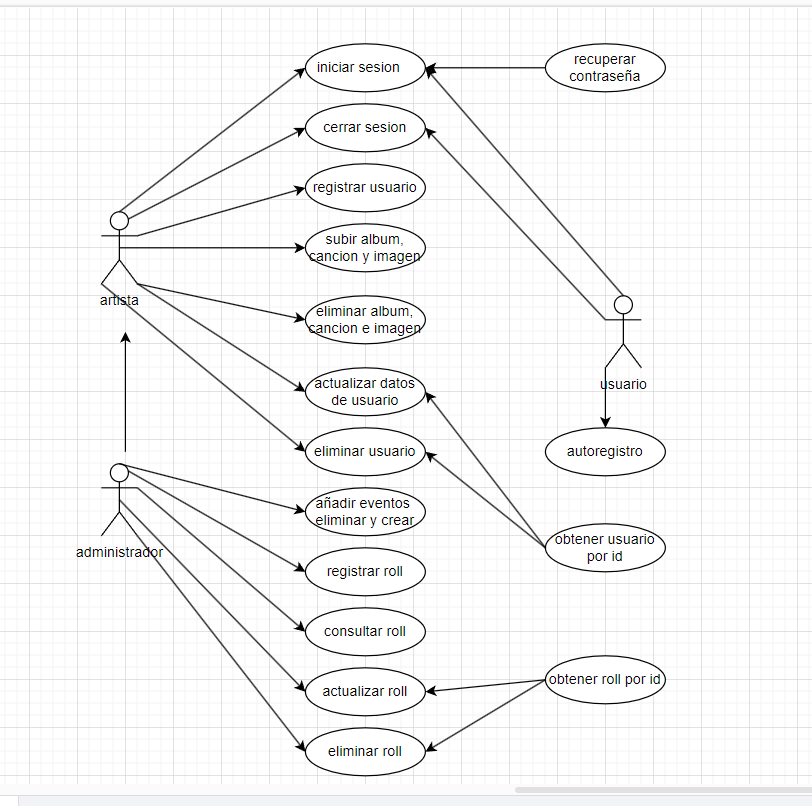 iniciar sesion
recuperar
contraseña
cerrar sesion
registrar usuario
subir album,
cancion y imagen
artista
eliminar album,
cancion e imagen
actualizar datos
de usuario
usuario
eliminar usuario
autoregistro
añadir eventos
eliminar y crear
administrador
obtener usuario
por id
registrar roll
consultar roll
actualizar roll
obtener roll por id
eliminar roll